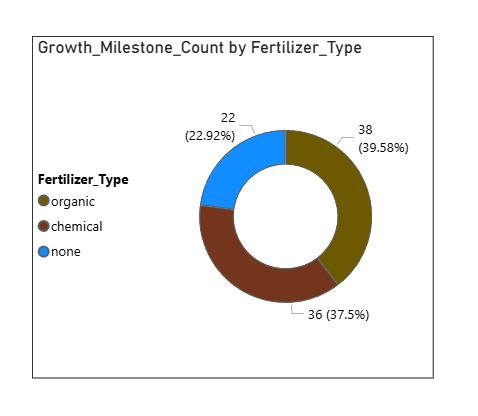 Growth_Milestone_Count by Fertilizer_Type
22
(22.92%)
38
(39.58%)
Fertilizer_Type
organic
chemical
none
36 (37.5%)